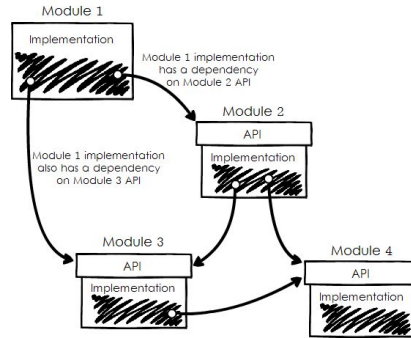 Module 1
Implementation
Module 1 implementation
has a dependency
on Module 2 API
Module 2
API
Implementation
Module 1 implementation
also has a dependency
on Module 3 API
Module 3
API
Implementation
Module 4
API
Implementation